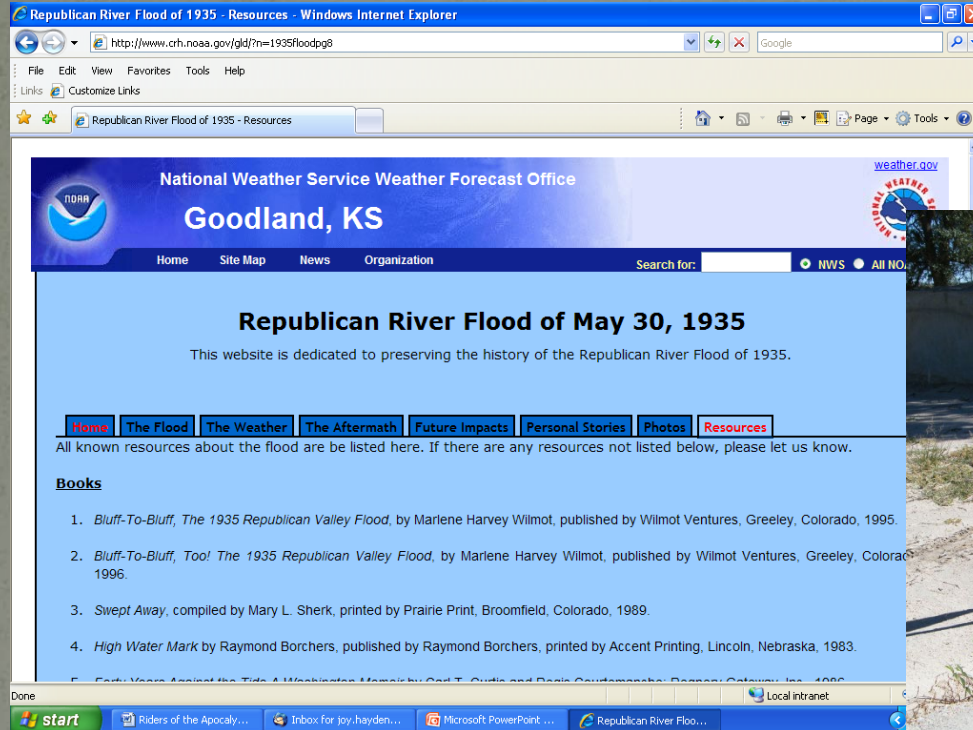 Republican River Flood of 1935 - Resources - Windows Internet Explorer
http://www.crh.noaa.gov/gld/?n=1935floodpg8
Google
File Edit View Favorites Tools Help
Links Customize Links
Republican River Flood of 1935 - Resources
Page Tools
weather.gov
NOAA
National Weather Service Weather Forecast Office
Goodland, KS
Home Site Map News Organization Search for: NWS All
Republican River Flood of May 30, 1935
This website is dedicated to preserving the history of the Republican River Flood of 1935.
Home The Flood The Weather The Aftermath Future Impacts Personal Stories Photos Resources
All known resources about the flood are be listed here. If there are any resources not listed below, please let us know.
Books
1. Bluff-To-Bluff, The 1935 Republican Valley Flood, by Marlene Harvey Wilmot, published by Wilmot Ventures, Greeley, Colorado, 1995.
2. Bluff-To-Bluff, Too! The 1935 Republican Valley Flood, by Marlene Harvey Wilmot, published by Wilmot Ventures, Greeley,
1996.
3. Swept Away, compiled by Mary L. Sherk, printed by Prairie Print, Broomfield, Colorado, 1989.
4. High Water Mark by Raymond Borchers, published by Raymond Borchers, printed by Accent Printing, Lincoln, Nebraska, 1983.
Done Local intranet
start Riders of the Apocaly... Inbox for joy.hayden... Microsoft PowerPoint ... Republican River Floo...